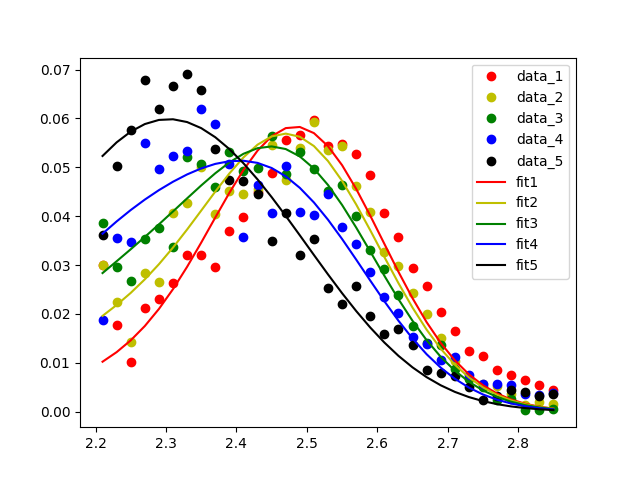 0.07
0.06
0.05
0.04
0.03
0.02
0.01
0.00
2.2 2.3 2.4 2.5 2.6 2.7 2.8
data_1
data_2
data_3
data_4
data_5
fit1
fit2
fit3
fit4
fit5